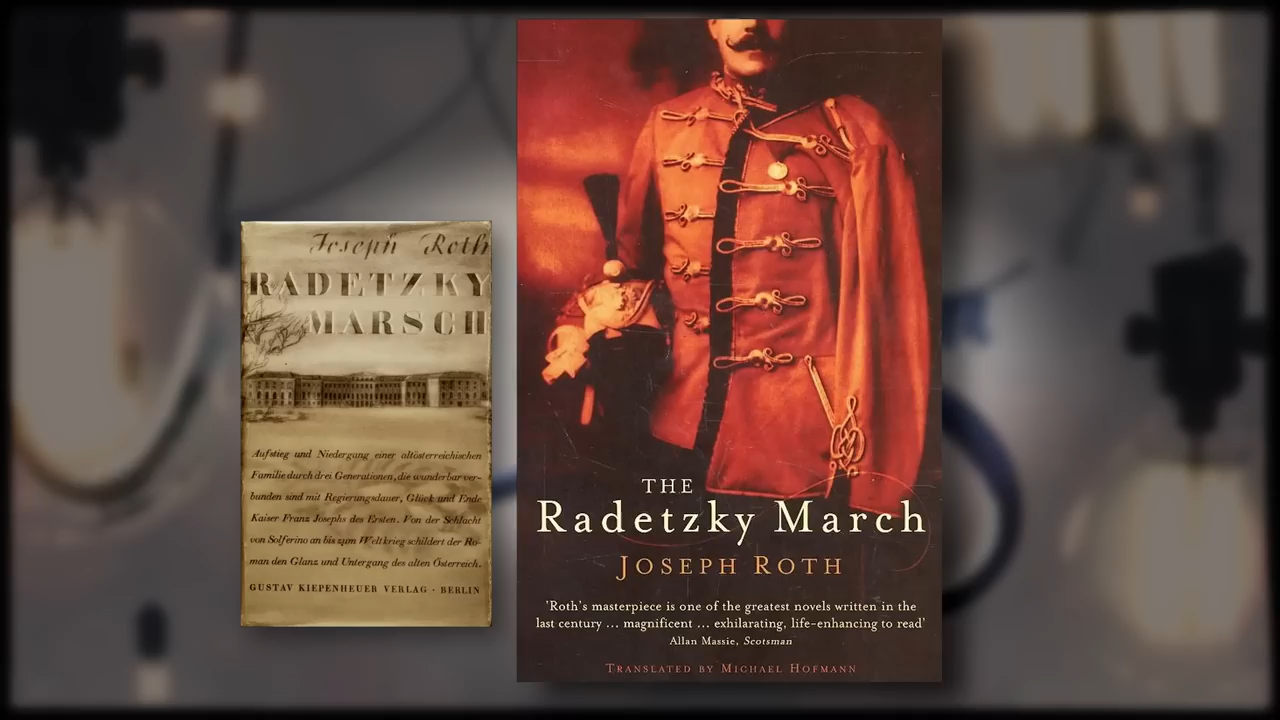 Joseph Roth
RADETZKY
MARSCH
Aufstieg und Niedergang einer altösterreichischen
Familie durch drei Generationen, die wunderbar ver-
bunden sind mit Regierungsdauer, Glück und Ende
Kaiser Franz Josephs des Ersten. Von der Schlacht
von Solferino an bis zum Weltkrieg schildert der Ro-
man den Glanz und Untergang des alten Österreich.
GUSTAV KIEPENHEUER VERLAG · BERLIN
THE
Radetzky March
JOSEPH ROTH
'Roth's masterpiece is one of the greatest novels written in the
last century ... magnificent ... exhilarating, life-enhancing to read'
Allan Massie, Scotsman
TRANSLATED BY MICHAEL HOFMANN